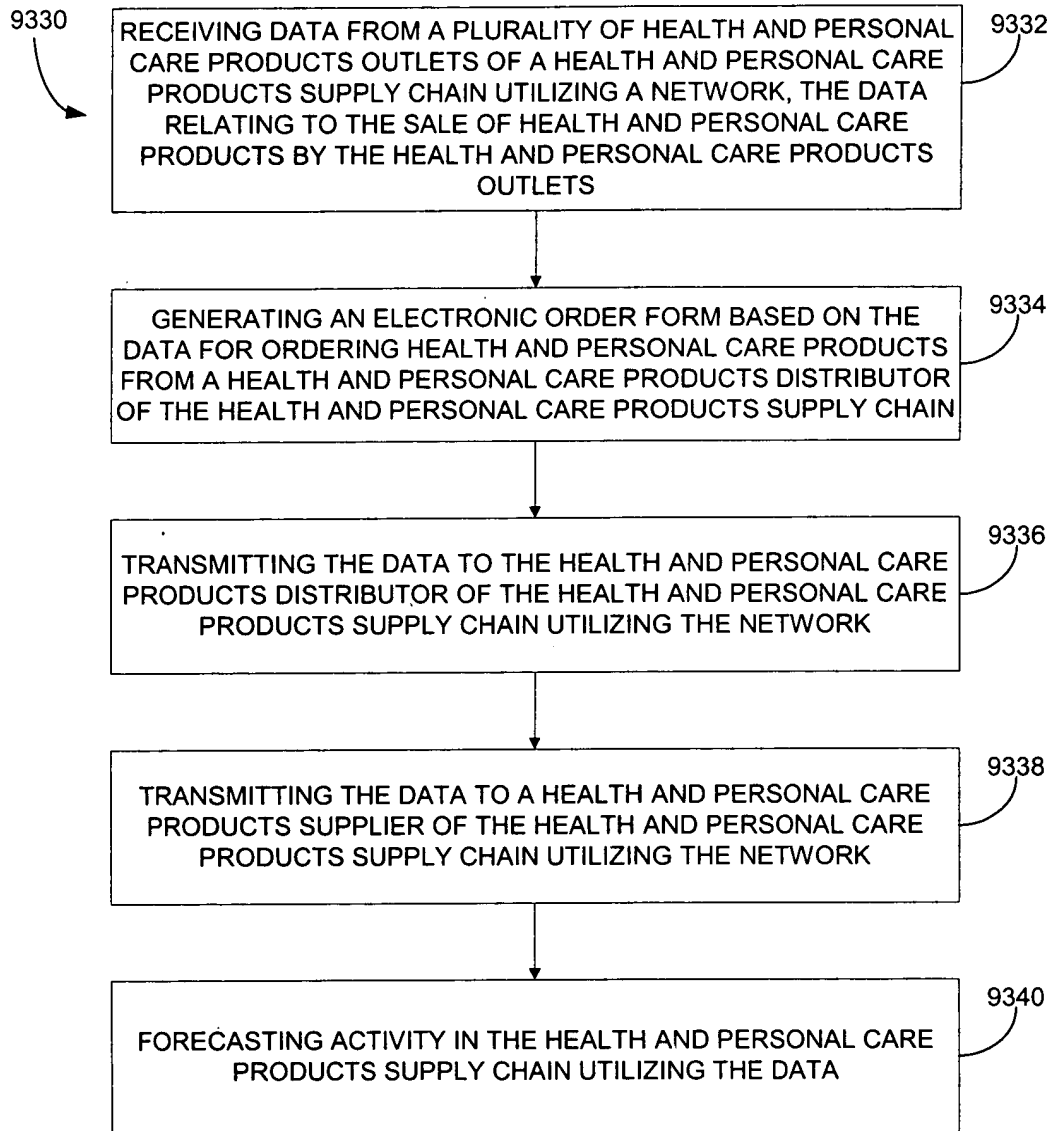 9330
RECEIVING DATA FROM A PLURALITY OF HEALTH AND PERSONAL
CARE PRODUCTS OUTLETS OF A HEALTH AND PERSONAL CARE
PRODUCTS SUPPLY CHAIN UTILIZING A NETWORK, THE DATA
RELATING TO THE SALE OF HEALTH AND PERSONAL CARE
PRODUCTS BY THE HEALTH AND PERSONAL CARE PRODUCTS
OUTLETS
9332
GENERATING AN ELECTRONIC ORDER FORM BASED ON THE
DATA FOR ORDERING HEALTH AND PERSONAL CARE PRODUCTS
FROM A HEALTH AND PERSONAL CARE PRODUCTS DISTRIBUTOR
OF THE HEALTH AND PERSONAL CARE PRODUCTS SUPPLY CHAIN
9334
TRANSMITTING THE DATA TO THE HEALTH AND PERSONAL CARE
PRODUCTS DISTRIBUTOR OF THE HEALTH AND PERSONAL CARE
PRODUCTS SUPPLY CHAIN UTILIZING THE NETWORK
9336
TRANSMITTING THE DATA TO A HEALTH AND PERSONAL CARE
PRODUCTS SUPPLIER OF THE HEALTH AND PERSONAL CARE
PRODUCTS SUPPLY CHAIN UTILIZING THE NETWORK
9338
FORECASTING ACTIVITY IN THE HEALTH AND PERSONAL CARE
PRODUCTS SUPPLY CHAIN UTILIZING THE DATA
9340